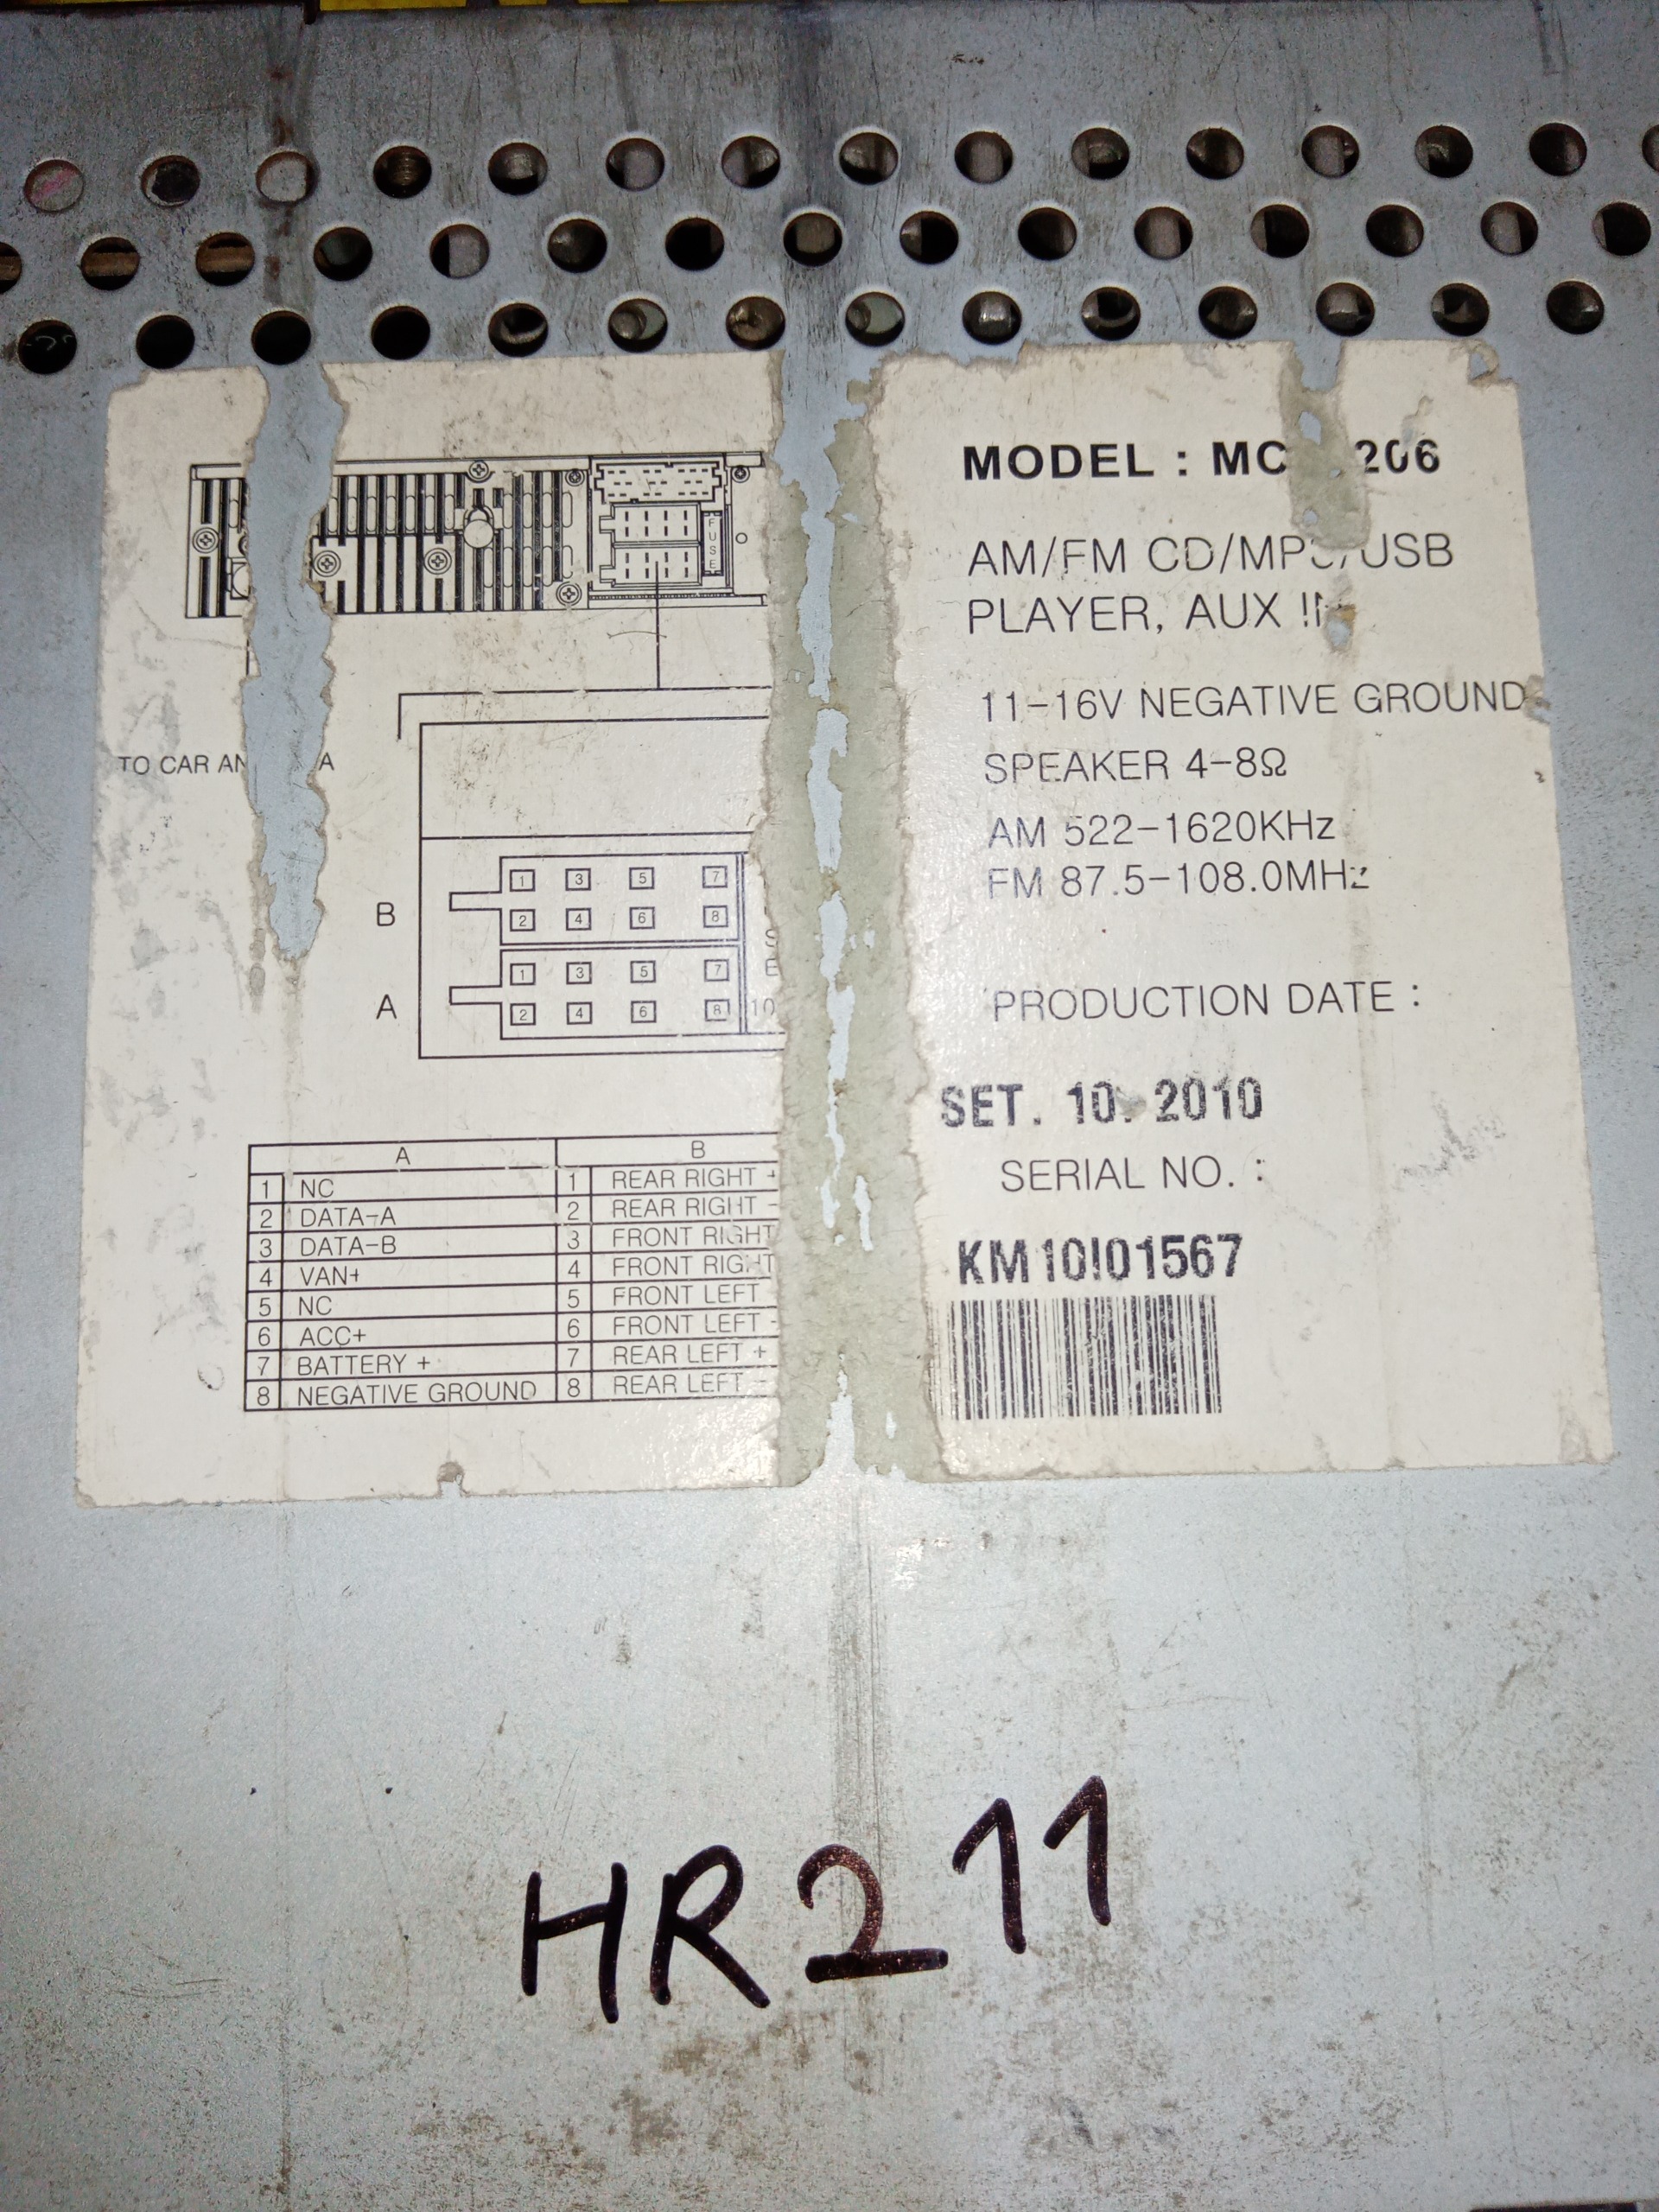 MODEL : MC 206
AM/FM CD/MP3/USB
PLAYER, AUX IN
11-16V NEGATIVE GROUND
SPEAKER 4-8Ω
AM 522-1620KHz
FM 87.5-108.0MHz
PRODUCTION DATE :
SET. 10. 2010
SERIAL NO. :
KM10I01567
FUSE
TO CAR AN A
B
1 3 5 7
2 4 6 8
A
1 3 5 7
2 4 6 8
10
A B
1 NC 1 REAR RIGHT +
2 DATA-A 2 REAR RIGHT -
3 DATA-B 3 FRONT RIGHT
4 VAN+ 4 FRONT RIGHT
5 NC 5 FRONT LEFT
6 ACC+ 6 FRONT LEFT -
7 BATTERY + 7 REAR LEFT +
8 NEGATIVE GROUND 8 REAR LEFT -
HR211